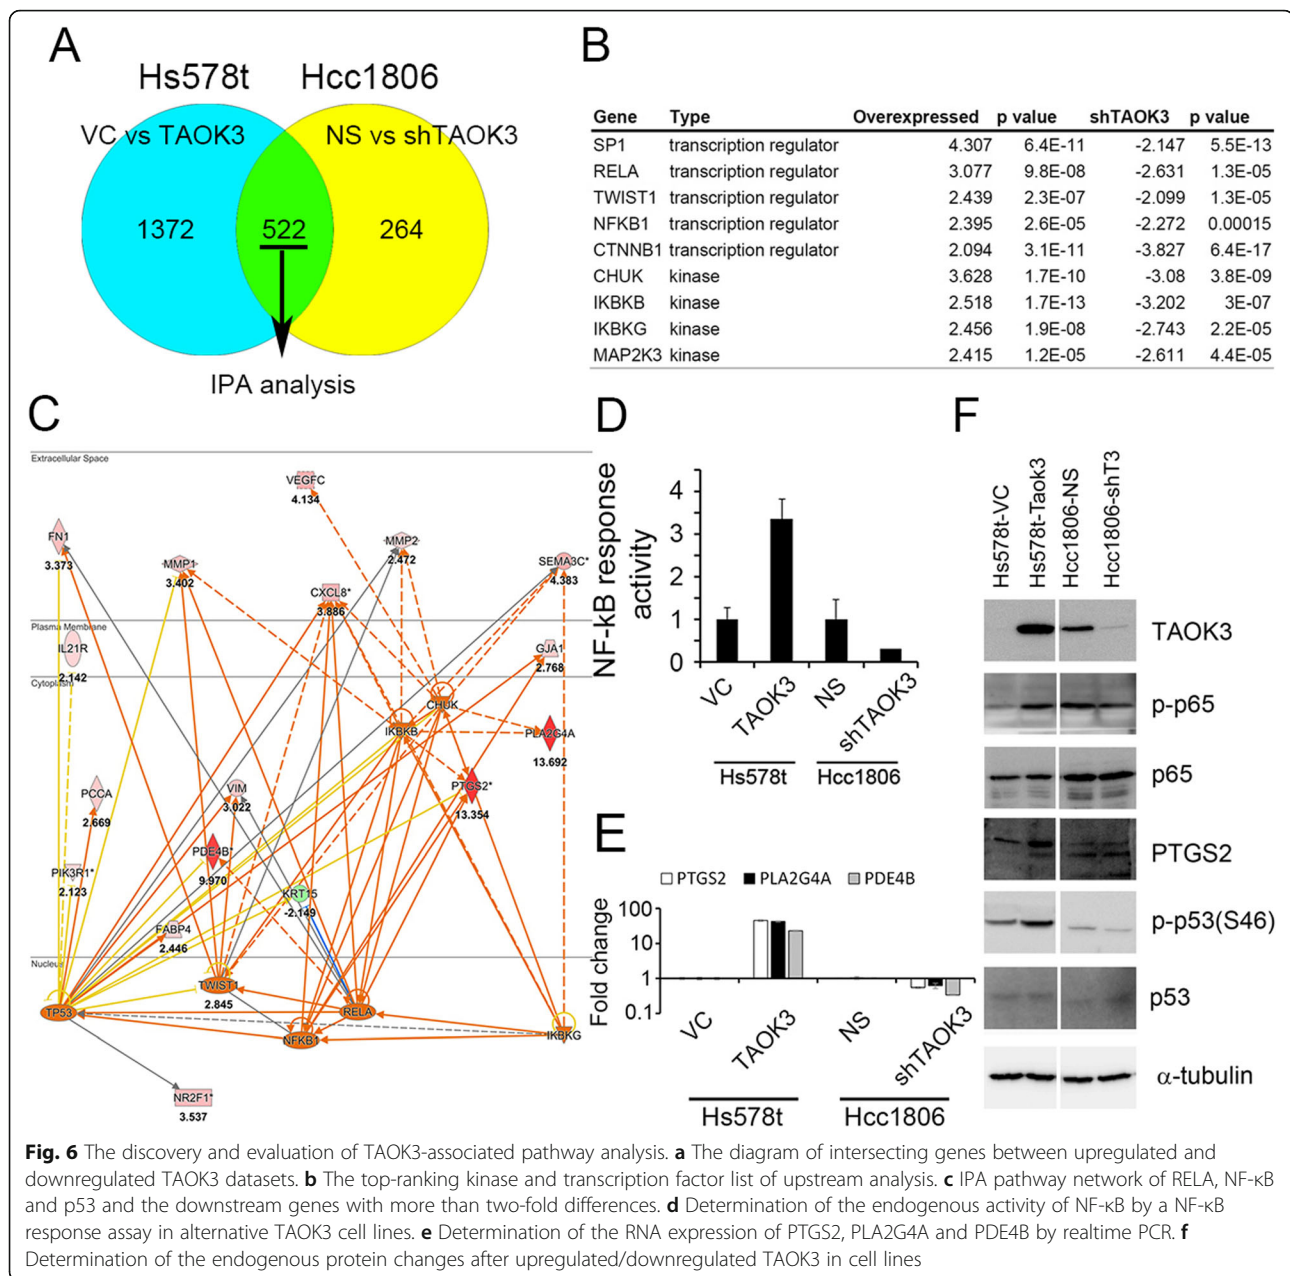 A
Hs578t Hcc1806
VC vs TAOK3 NS vs shTAOK3
1372 522 264
IPA analysis
B
Gene Type Overexpressed p value shTAOK3 p value
SP1 transcription regulator 4.307 6.4E-11 -2.147 5.5E-13
RELA transcription regulator 3.077 9.8E-08 -2.631 1.3E-05
TWIST1 transcription regulator 2.439 2.3E-07 -2.099 1.3E-05
NFKB1 transcription regulator 2.395 2.6E-05 -2.272 0.00015
CTNNB1 transcription regulator 2.094 3.1E-11 -3.827 6.4E-17
CHUK kinase 3.628 1.7E-10 -3.08 3.8E-09
IKBKB kinase 2.518 1.7E-13 -3.202 3E-07
IKBKG kinase 2.456 1.9E-08 -2.743 2.2E-05
MAP2K3 kinase 2.415 1.2E-05 -2.611 4.4E-05
C
Extracellular Space
VEGFC
4.134
FN1
3.373
MMP1
3.402
MMP2
2.472
SEMA3C*
4.383
CXCL8*
3.886
Plasma Membrane
IL21R
2.142
GJA1
2.768
Cytoplasm
CHUK
IKBKB
PLA2G4A
13.692
PTGS2*
13.354
PCCA
2.669
VIM
3.022
PDE4B*
9.970
PIK3R1*
2.123
KRT15
-2.149
FABP4
2.446
Nucleus
TWIST1
2.845
TP53
RELA
NFKB1
IKBKG
NR2F1*
3.537
D
NF-kB response
activity
4
3
2
1
0
VC TAOK3 NS shTAOK3
Hs578t Hcc1806
E
PTGS2 PLA2G4A PDE4B
Fold change
100
10
1
0.1
VC TAOK3 NS shTAOK3
Hs578t Hcc1806
F
Hs578t-VC
Hs578t-Taok3
Hcc1806-NS
Hcc1806-shT3
TAOK3
p-p65
p65
PTGS2
p-p53(S46)
p53
α-tubulin
Fig. 6 The discovery and evaluation of TAOK3-associated pathway analysis. a The diagram of intersecting genes between upregulated and
downregulated TAOK3 datasets. b The top-ranking kinase and transcription factor list of upstream analysis. c IPA pathway network of RELA, NF-κB
and p53 and the downstream genes with more than two-fold differences. d Determination of the endogenous activity of NF-κB by a NF-κB
response assay in alternative TAOK3 cell lines. e Determination of the RNA expression of PTGS2, PLA2G4A and PDE4B by realtime PCR. f
Determination of the endogenous protein changes after upregulated/downregulated TAOK3 in cell lines